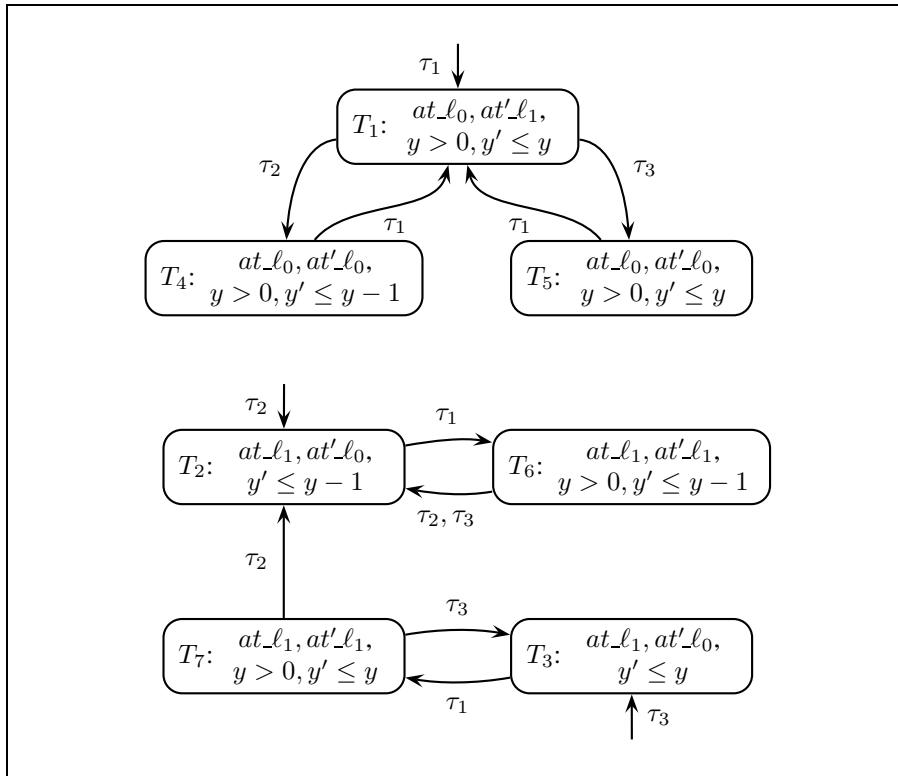 τ₁
T₁: at_ℓ₀, at′_ℓ₁,
y > 0, y′ ≤ y
τ₂
τ₃
τ₁
τ₁
T₄: at_ℓ₀, at′_ℓ₀,
y > 0, y′ ≤ y − 1
T₅: at_ℓ₀, at′_ℓ₀,
y > 0, y′ ≤ y
τ₂
τ₁
T₂: at_ℓ₁, at′_ℓ₀,
y′ ≤ y − 1
T₆: at_ℓ₁, at′_ℓ₁,
y > 0, y′ ≤ y − 1
τ₂, τ₃
τ₂
τ₃
T₇: at_ℓ₁, at′_ℓ₁,
y > 0, y′ ≤ y
T₃: at_ℓ₁, at′_ℓ₀,
y′ ≤ y
τ₁
τ₃